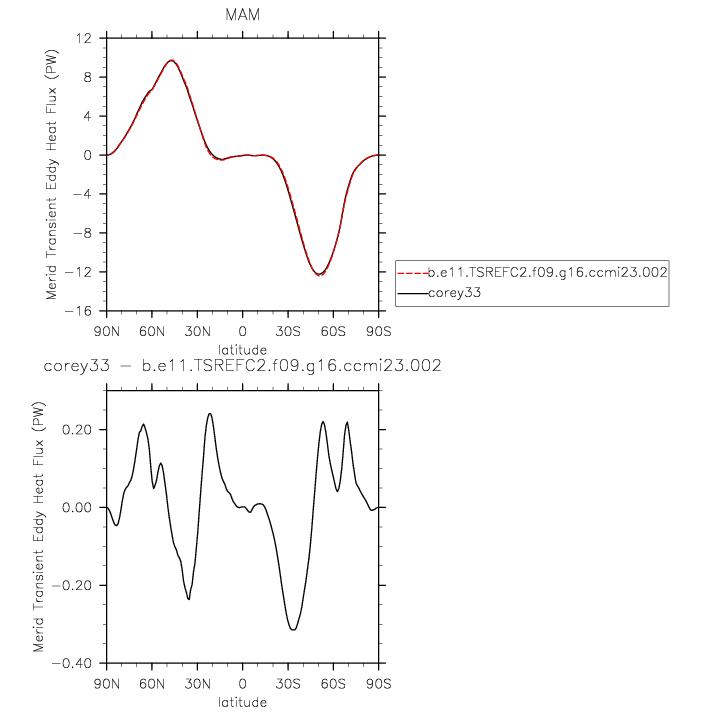 MAM
Merid Transient Eddy Heat Flux (PW)
12
8
4
0
−4
−8
−12
−16
90N 60N 30N 0 30S 60S 90S
latitude
b.e11.TSREFC2.f09.g16.ccmi23.002
corey33
corey33 − b.e11.TSREFC2.f09.g16.ccmi23.002
Merid Transient Eddy Heat Flux (PW)
0.20
0.00
−0.20
−0.40
90N 60N 30N 0 30S 60S 90S
latitude